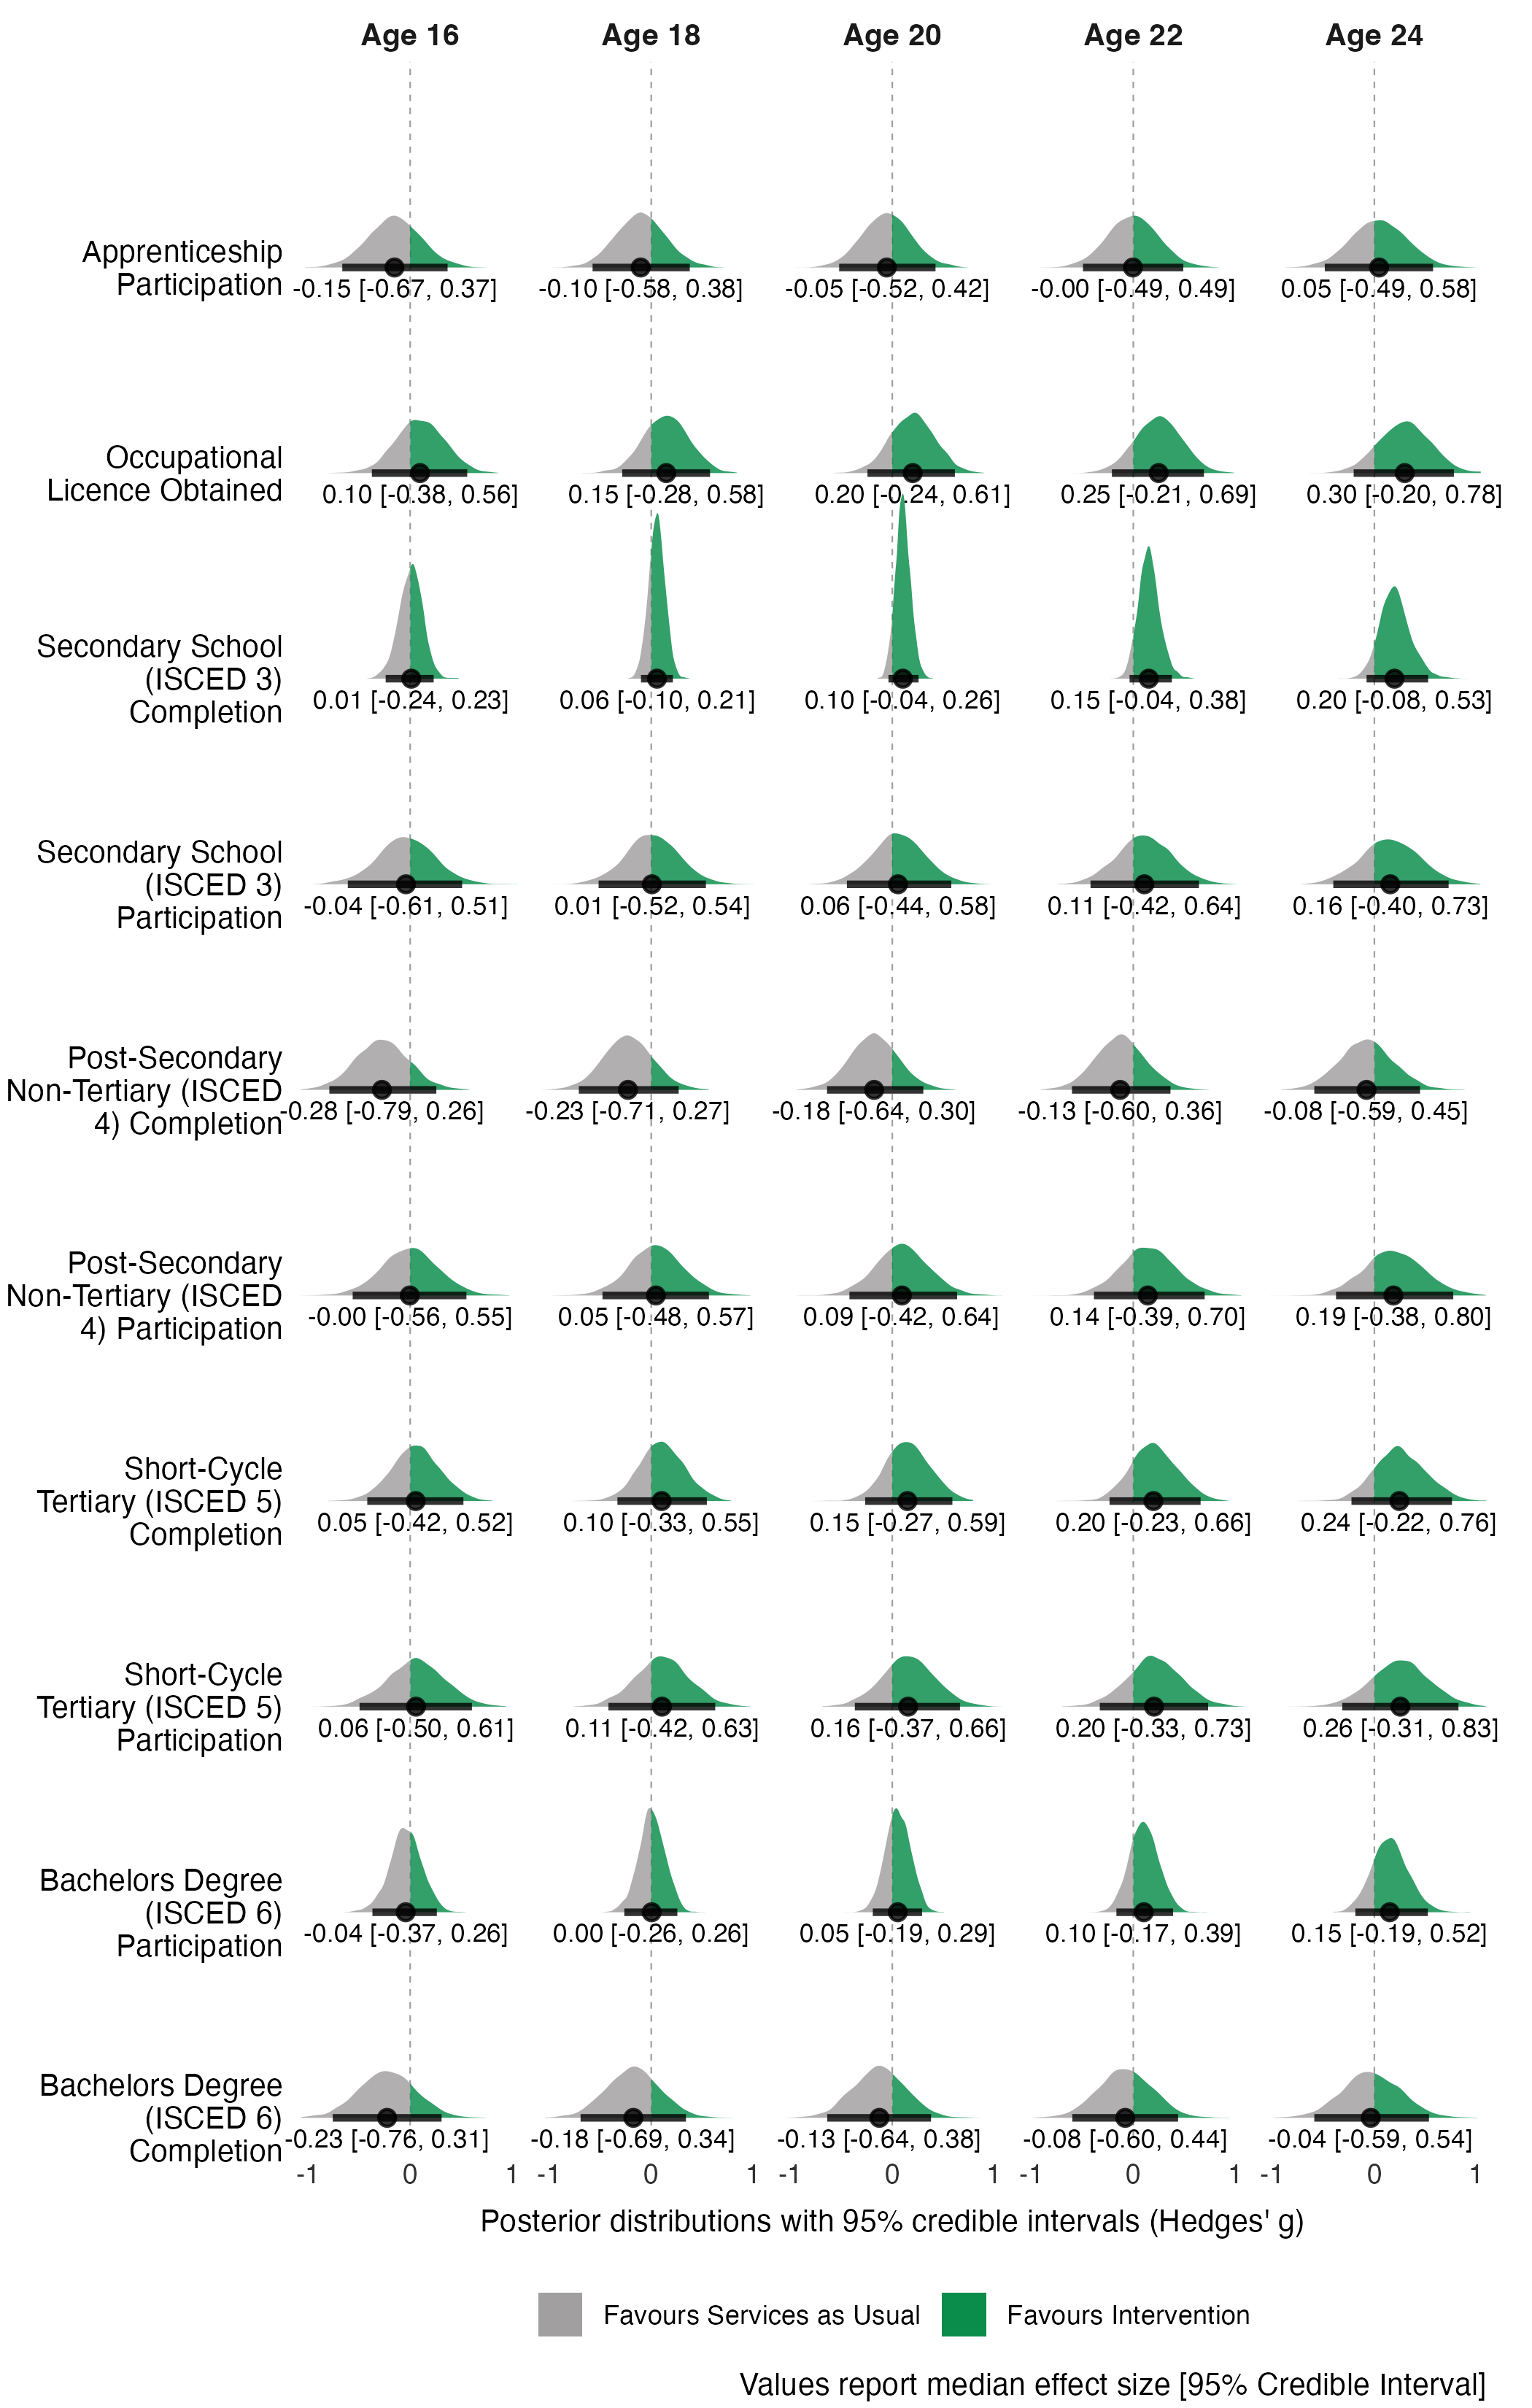 Age 16 Age 18 Age 20 Age 22 Age 24
Apprenticeship
Participation
-0.15 [-0.67, 0.37] -0.10 [-0.58, 0.38] -0.05 [-0.52, 0.42] -0.00 [-0.49, 0.49] 0.05 [-0.49, 0.58]
Occupational
Licence Obtained
0.10 [-0.38, 0.56] 0.15 [-0.28, 0.58] 0.20 [-0.24, 0.61] 0.25 [-0.21, 0.69] 0.30 [-0.20, 0.78]
Secondary School
(ISCED 3)
Completion
0.01 [-0.24, 0.23] 0.06 [-0.10, 0.21] 0.10 [-0.04, 0.26] 0.15 [-0.04, 0.38] 0.20 [-0.08, 0.53]
Secondary School
(ISCED 3)
Participation
-0.04 [-0.61, 0.51] 0.01 [-0.52, 0.54] 0.06 [-0.44, 0.58] 0.11 [-0.42, 0.64] 0.16 [-0.40, 0.73]
Post-Secondary
Non-Tertiary (ISCED
4) Completion
-0.28 [-0.79, 0.26] -0.23 [-0.71, 0.27] -0.18 [-0.64, 0.30] -0.13 [-0.60, 0.36] -0.08 [-0.59, 0.45]
Post-Secondary
Non-Tertiary (ISCED
4) Participation
-0.00 [-0.56, 0.55] 0.05 [-0.48, 0.57] 0.09 [-0.42, 0.64] 0.14 [-0.39, 0.70] 0.19 [-0.38, 0.80]
Short-Cycle
Tertiary (ISCED 5)
Completion
0.05 [-0.42, 0.52] 0.10 [-0.33, 0.55] 0.15 [-0.27, 0.59] 0.20 [-0.23, 0.66] 0.24 [-0.22, 0.76]
Short-Cycle
Tertiary (ISCED 5)
Participation
0.06 [-0.50, 0.61] 0.11 [-0.42, 0.63] 0.16 [-0.37, 0.66] 0.20 [-0.33, 0.73] 0.26 [-0.31, 0.83]
Bachelors Degree
(ISCED 6)
Participation
-0.04 [-0.37, 0.26] 0.00 [-0.26, 0.26] 0.05 [-0.19, 0.29] 0.10 [-0.17, 0.39] 0.15 [-0.19, 0.52]
Bachelors Degree
(ISCED 6)
Completion
-0.23 [-0.76, 0.31] -0.18 [-0.69, 0.34] -0.13 [-0.64, 0.38] -0.08 [-0.60, 0.44] -0.04 [-0.59, 0.54]
-1 0 1 -1 0 1 -1 0 1 -1 0 1 -1 0 1
Posterior distributions with 95% credible intervals (Hedges' g)
Favours Services as Usual Favours Intervention
Values report median effect size [95% Credible Interval]